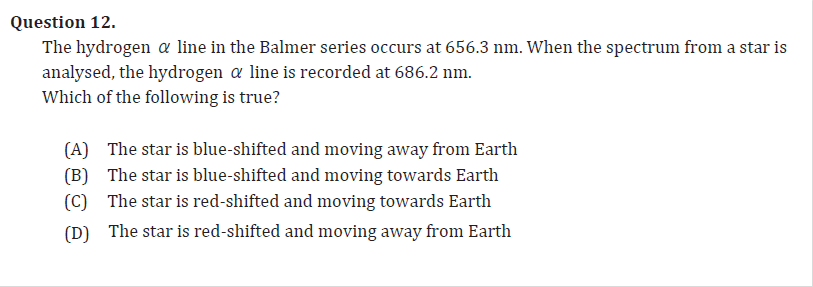 Question 12.
The hydrogen α line in the Balmer series occurs at 656.3 nm. When the spectrum from a star is
analysed, the hydrogen α line is recorded at 686.2 nm.
Which of the following is true?
(A) The star is blue-shifted and moving away from Earth
(B) The star is blue-shifted and moving towards Earth
(C) The star is red-shifted and moving towards Earth
(D) The star is red-shifted and moving away from Earth